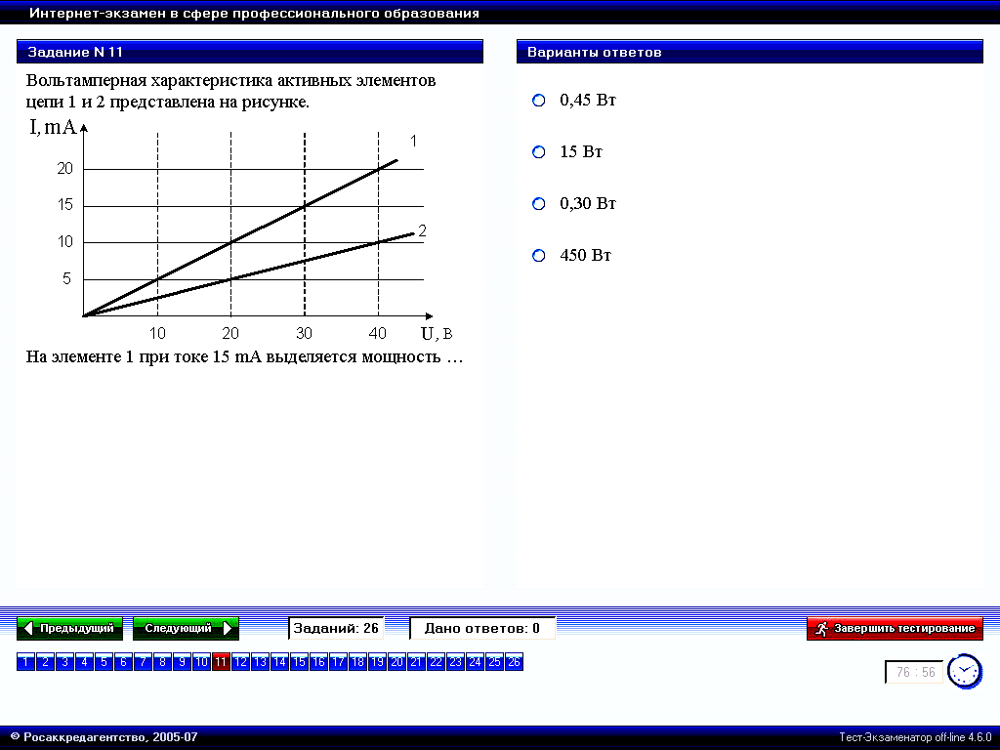 Интернет-экзамен в сфере профессионального образования
Задание N 11
Вольтамперная характеристика активных элементов
цепи 1 и 2 представлена на рисунке.
I, mA
1
20
15
2
10
5
10 20 30 40 U, В
На элементе 1 при токе 15 mA выделяется мощность …
Варианты ответов
0,45 Вт
15 Вт
0,30 Вт
450 Вт
Предыдущий Следующий Заданий: 26 Дано ответов: 0 Завершить тестирование
1 2 3 4 5 6 7 8 9 10 11 12 13 14 15 16 17 18 19 20 21 22 23 24 25 26
76 : 56
© Росаккредагентство, 2005-07 Тест-Экзаменатор off-line 4.6.0